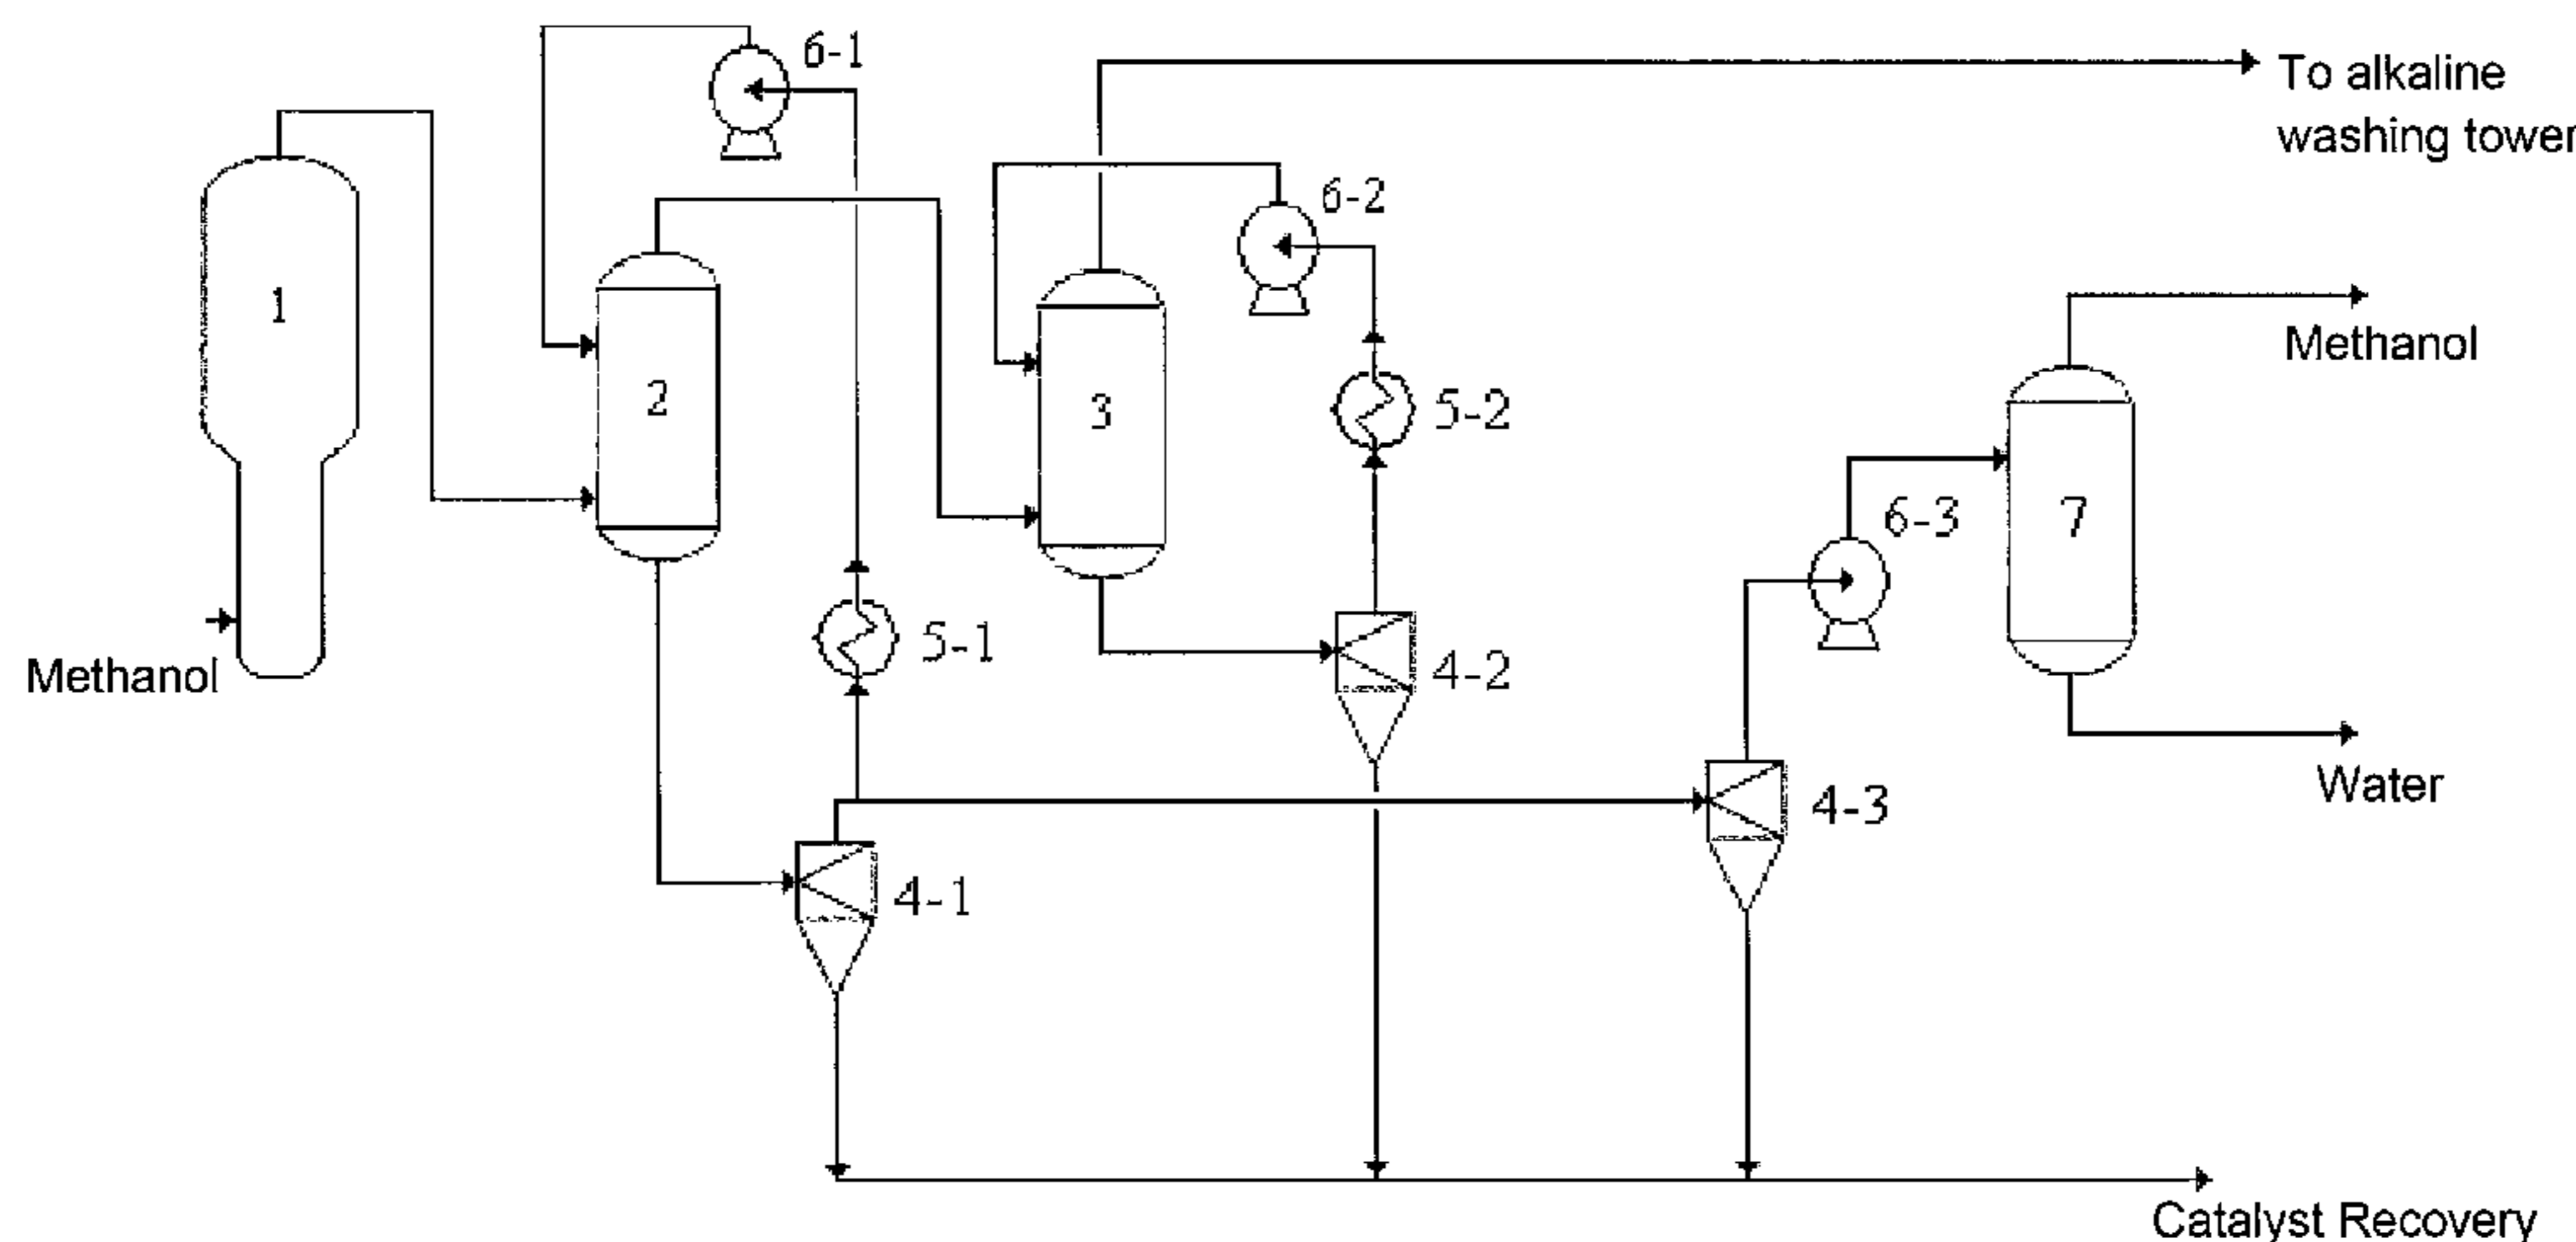 6-1
To alkaline
washing tower
6-2
1
Methanol
2
3
5-2
6-3
7
5-1
Methanol
4-2
Water
4-3
4-1
Catalyst Recovery